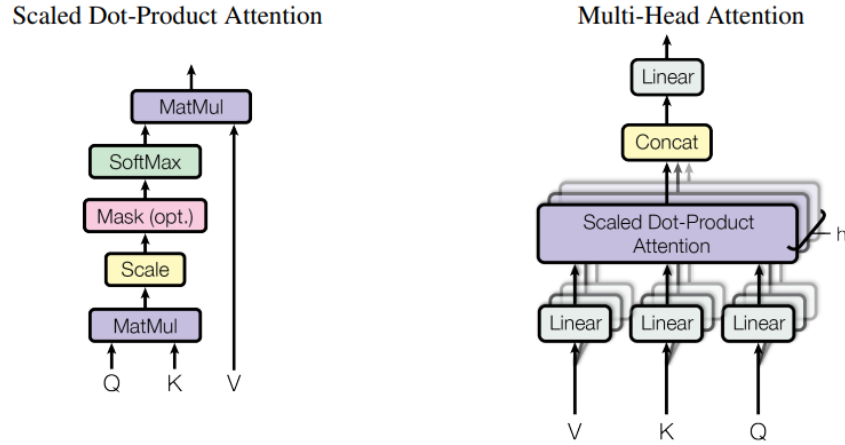 Scaled Dot-Product Attention
MatMul
SoftMax
Mask (opt.)
Scale
MatMul
Q K V
Multi-Head Attention
Linear
Concat
Scaled Dot-Product
Attention
h
Linear Linear Linear
V K Q